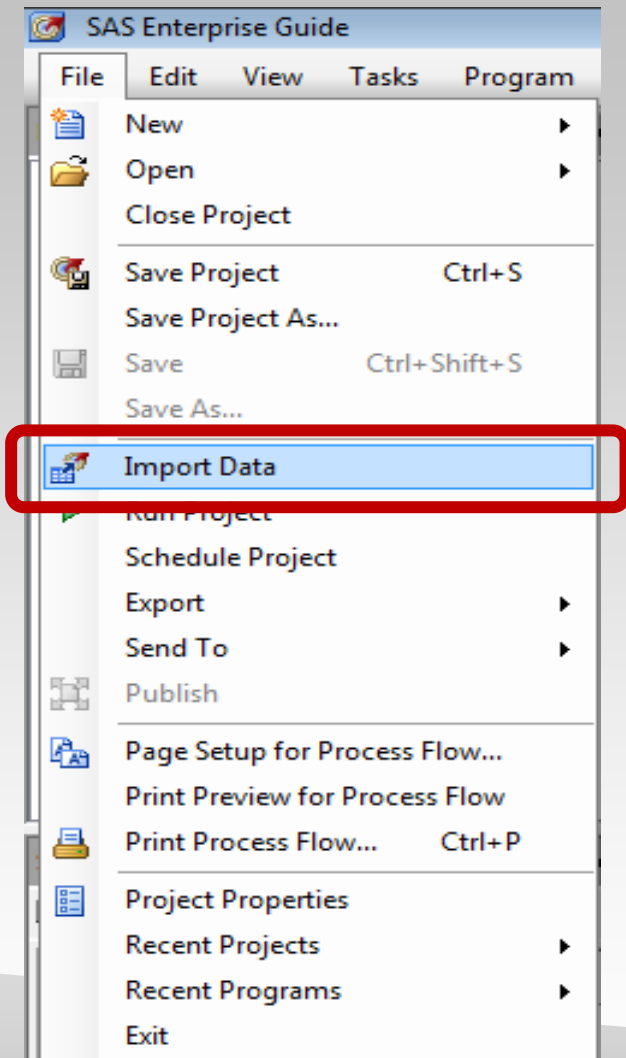 SAS Enterprise Guide
File Edit View Tasks Program
New
Open
Close Project
Save Project Ctrl+S
Save Project As...
Save Ctrl+Shift+S
Save As...
Import Data
Run Project
Schedule Project
Export
Send To
Publish
Page Setup for Process Flow...
Print Preview for Process Flow
Print Process Flow... Ctrl+P
Project Properties
Recent Projects
Recent Programs
Exit